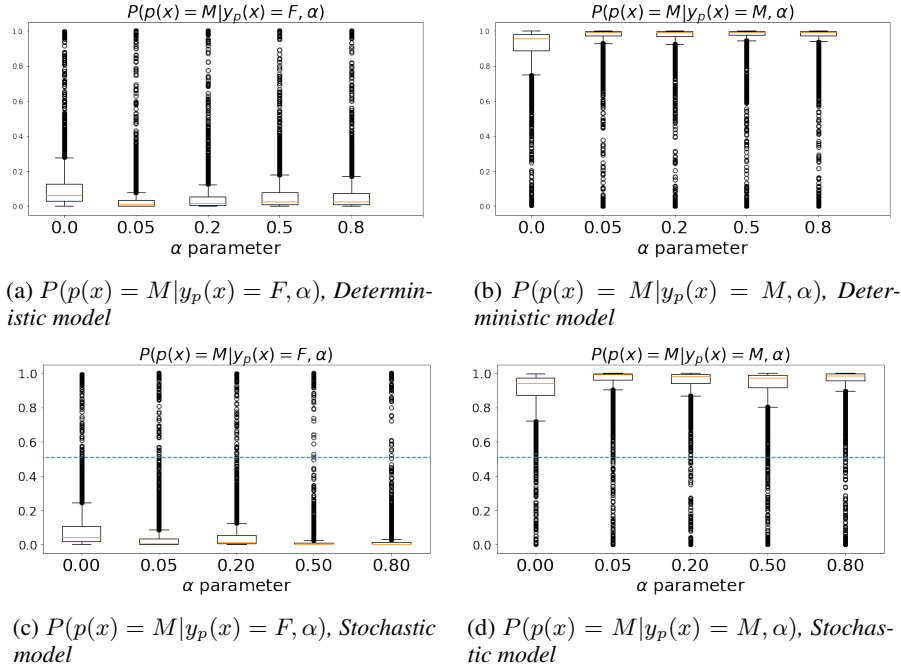 P(p(x) = M|y_p(x) = F, α)
1.0
0.8
0.6
0.4
0.2
0.0
0.0 0.05 0.2 0.5 0.8
α parameter
(a) P(p(x) = M|y_p(x) = F, α), Determin-
istic model
P(p(x) = M|y_p(x) = M, α)
1.0
0.8
0.6
0.4
0.2
0.0
0.0 0.05 0.2 0.5 0.8
α parameter
(b) P(p(x) = M|y_p(x) = M, α), Deter-
ministic model
P(p(x) = M|y_p(x) = F, α)
1.0
0.8
0.6
0.4
0.2
0.0
0.00 0.05 0.20 0.50 0.80
α parameter
(c) P(p(x) = M|y_p(x) = F, α), Stochastic
model
P(p(x) = M|y_p(x) = M, α)
1.0
0.8
0.6
0.4
0.2
0.0
0.00 0.05 0.20 0.50 0.80
α parameter
(d) P(p(x) = M|y_p(x) = M, α), Stochas-
tic model